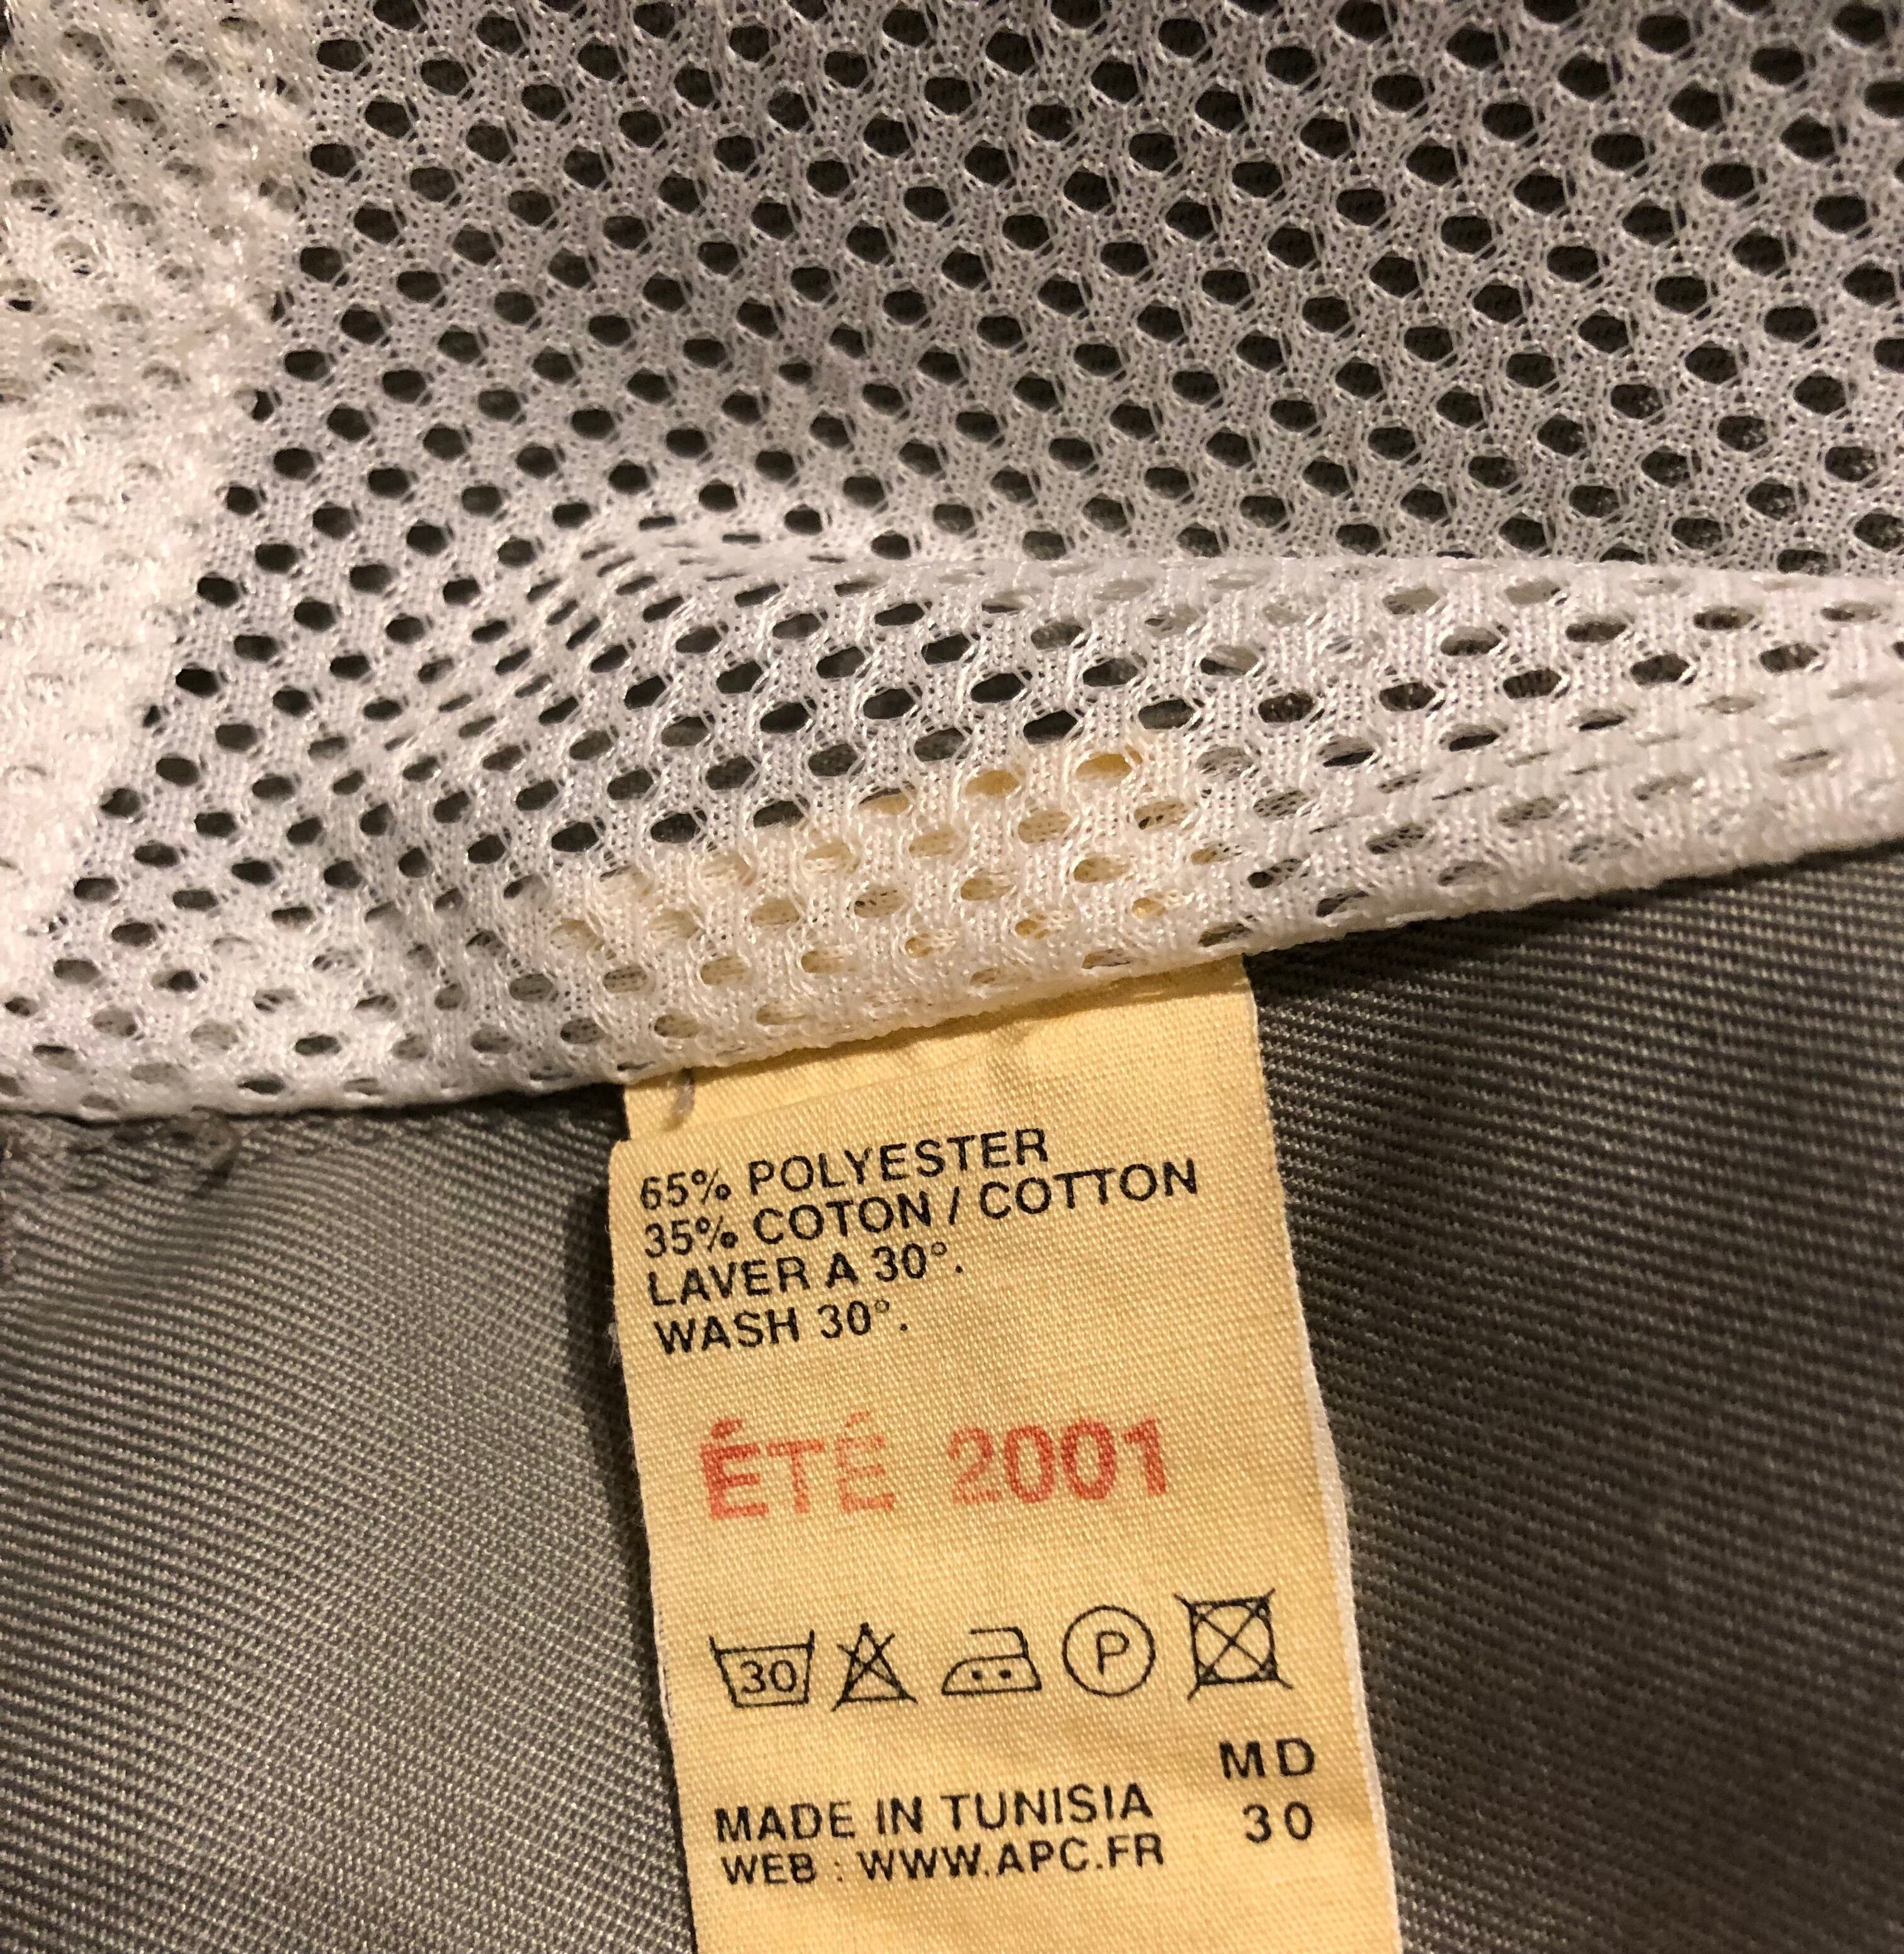 65% POLYESTER
35% COTON / COTTON
LAVER A 30°.
WASH 30°.
ÉTÉ 2001
30 P
MD
MADE IN TUNISIA 30
WEB : WWW.APC.FR